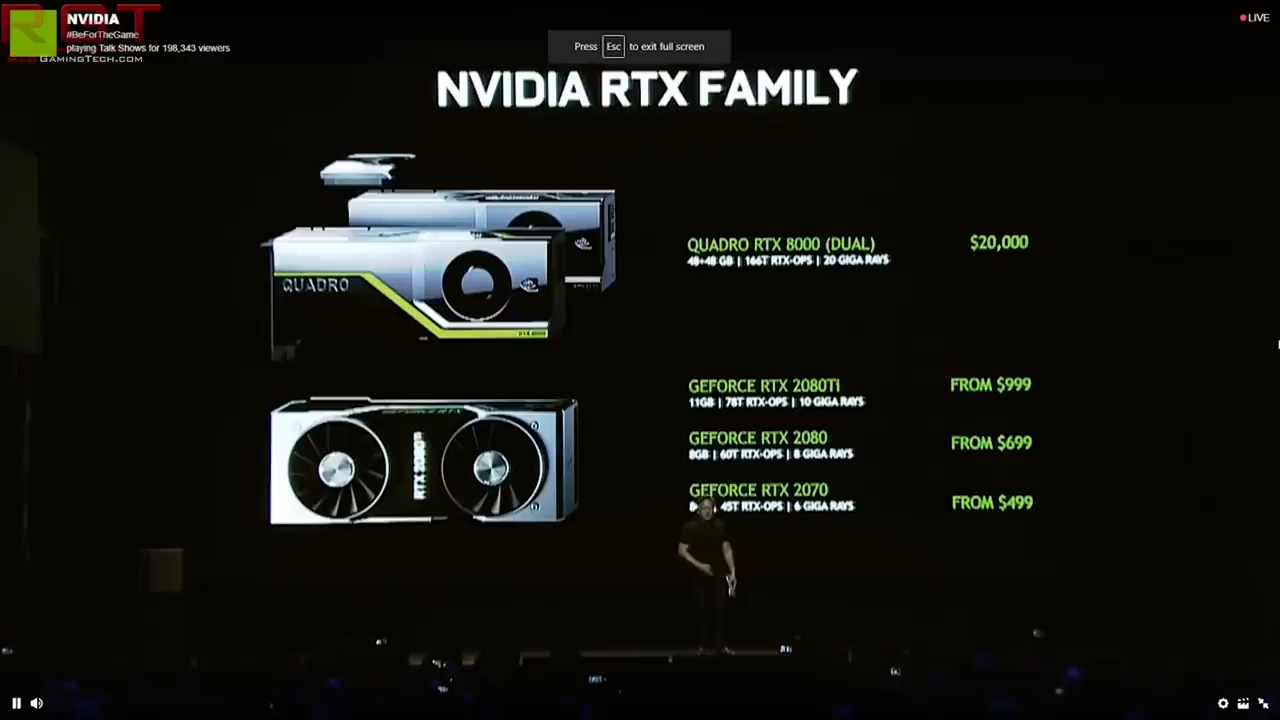 NVIDIA
#BeForTheGame
playing Talk Shows for 198,343 viewers
GAMINGTECH.COM
LIVE
Press Esc to exit full screen
NVIDIA RTX FAMILY
QUADRO RTX 8000 (DUAL) $20,000
48+48 GB | 166T RTX-OPS | 20 GIGA RAYS
QUADRO
GEFORCE RTX 2080Ti FROM $999
11GB | 78T RTX-OPS | 10 GIGA RAYS
GEFORCE RTX
RTX 2080
GEFORCE RTX 2080 FROM $699
8GB | 60T RTX-OPS | 8 GIGA RAYS
GEFORCE RTX 2070 FROM $499
45T RTX-OPS | 6 GIGA RAYS